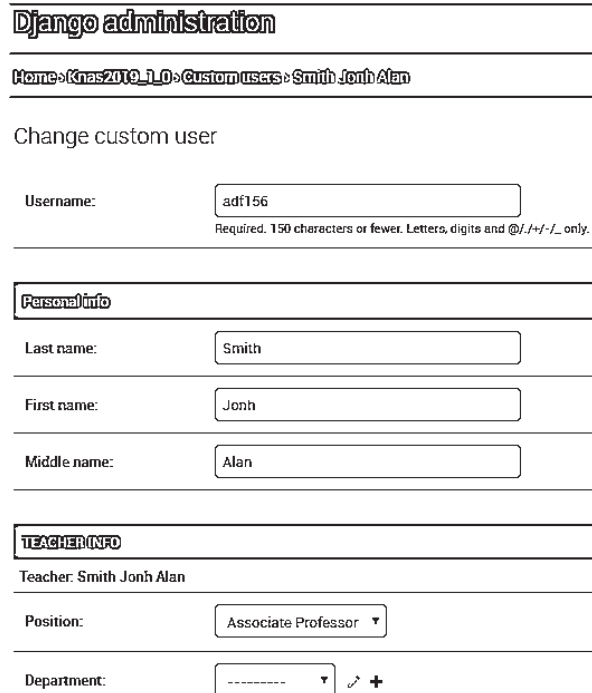 Django administration
Home › Knas2019_1_0 › Custom users › Smith Jonh Alan
Change custom user
Username: adf156
Required. 150 characters or fewer. Letters, digits and @/./+/-/_ only.
Personal info
Last name: Smith
First name: Jonh
Middle name: Alan
TEACHER INFO
Teacher: Smith Jonh Alan
Position: Associate Professor
Department: ---------